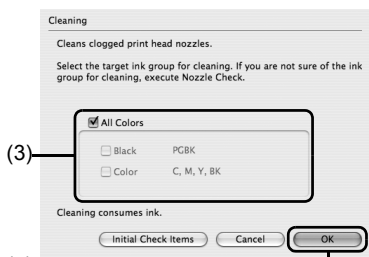 Cleaning
Cleans clogged print head nozzles.
Select the target ink group for cleaning. If you are not sure of the ink
group for cleaning, execute Nozzle Check.
All Colors
(3)
Black PGBK
Color C, M, Y, BK
Cleaning consumes ink.
Initial Check Items Cancel OK